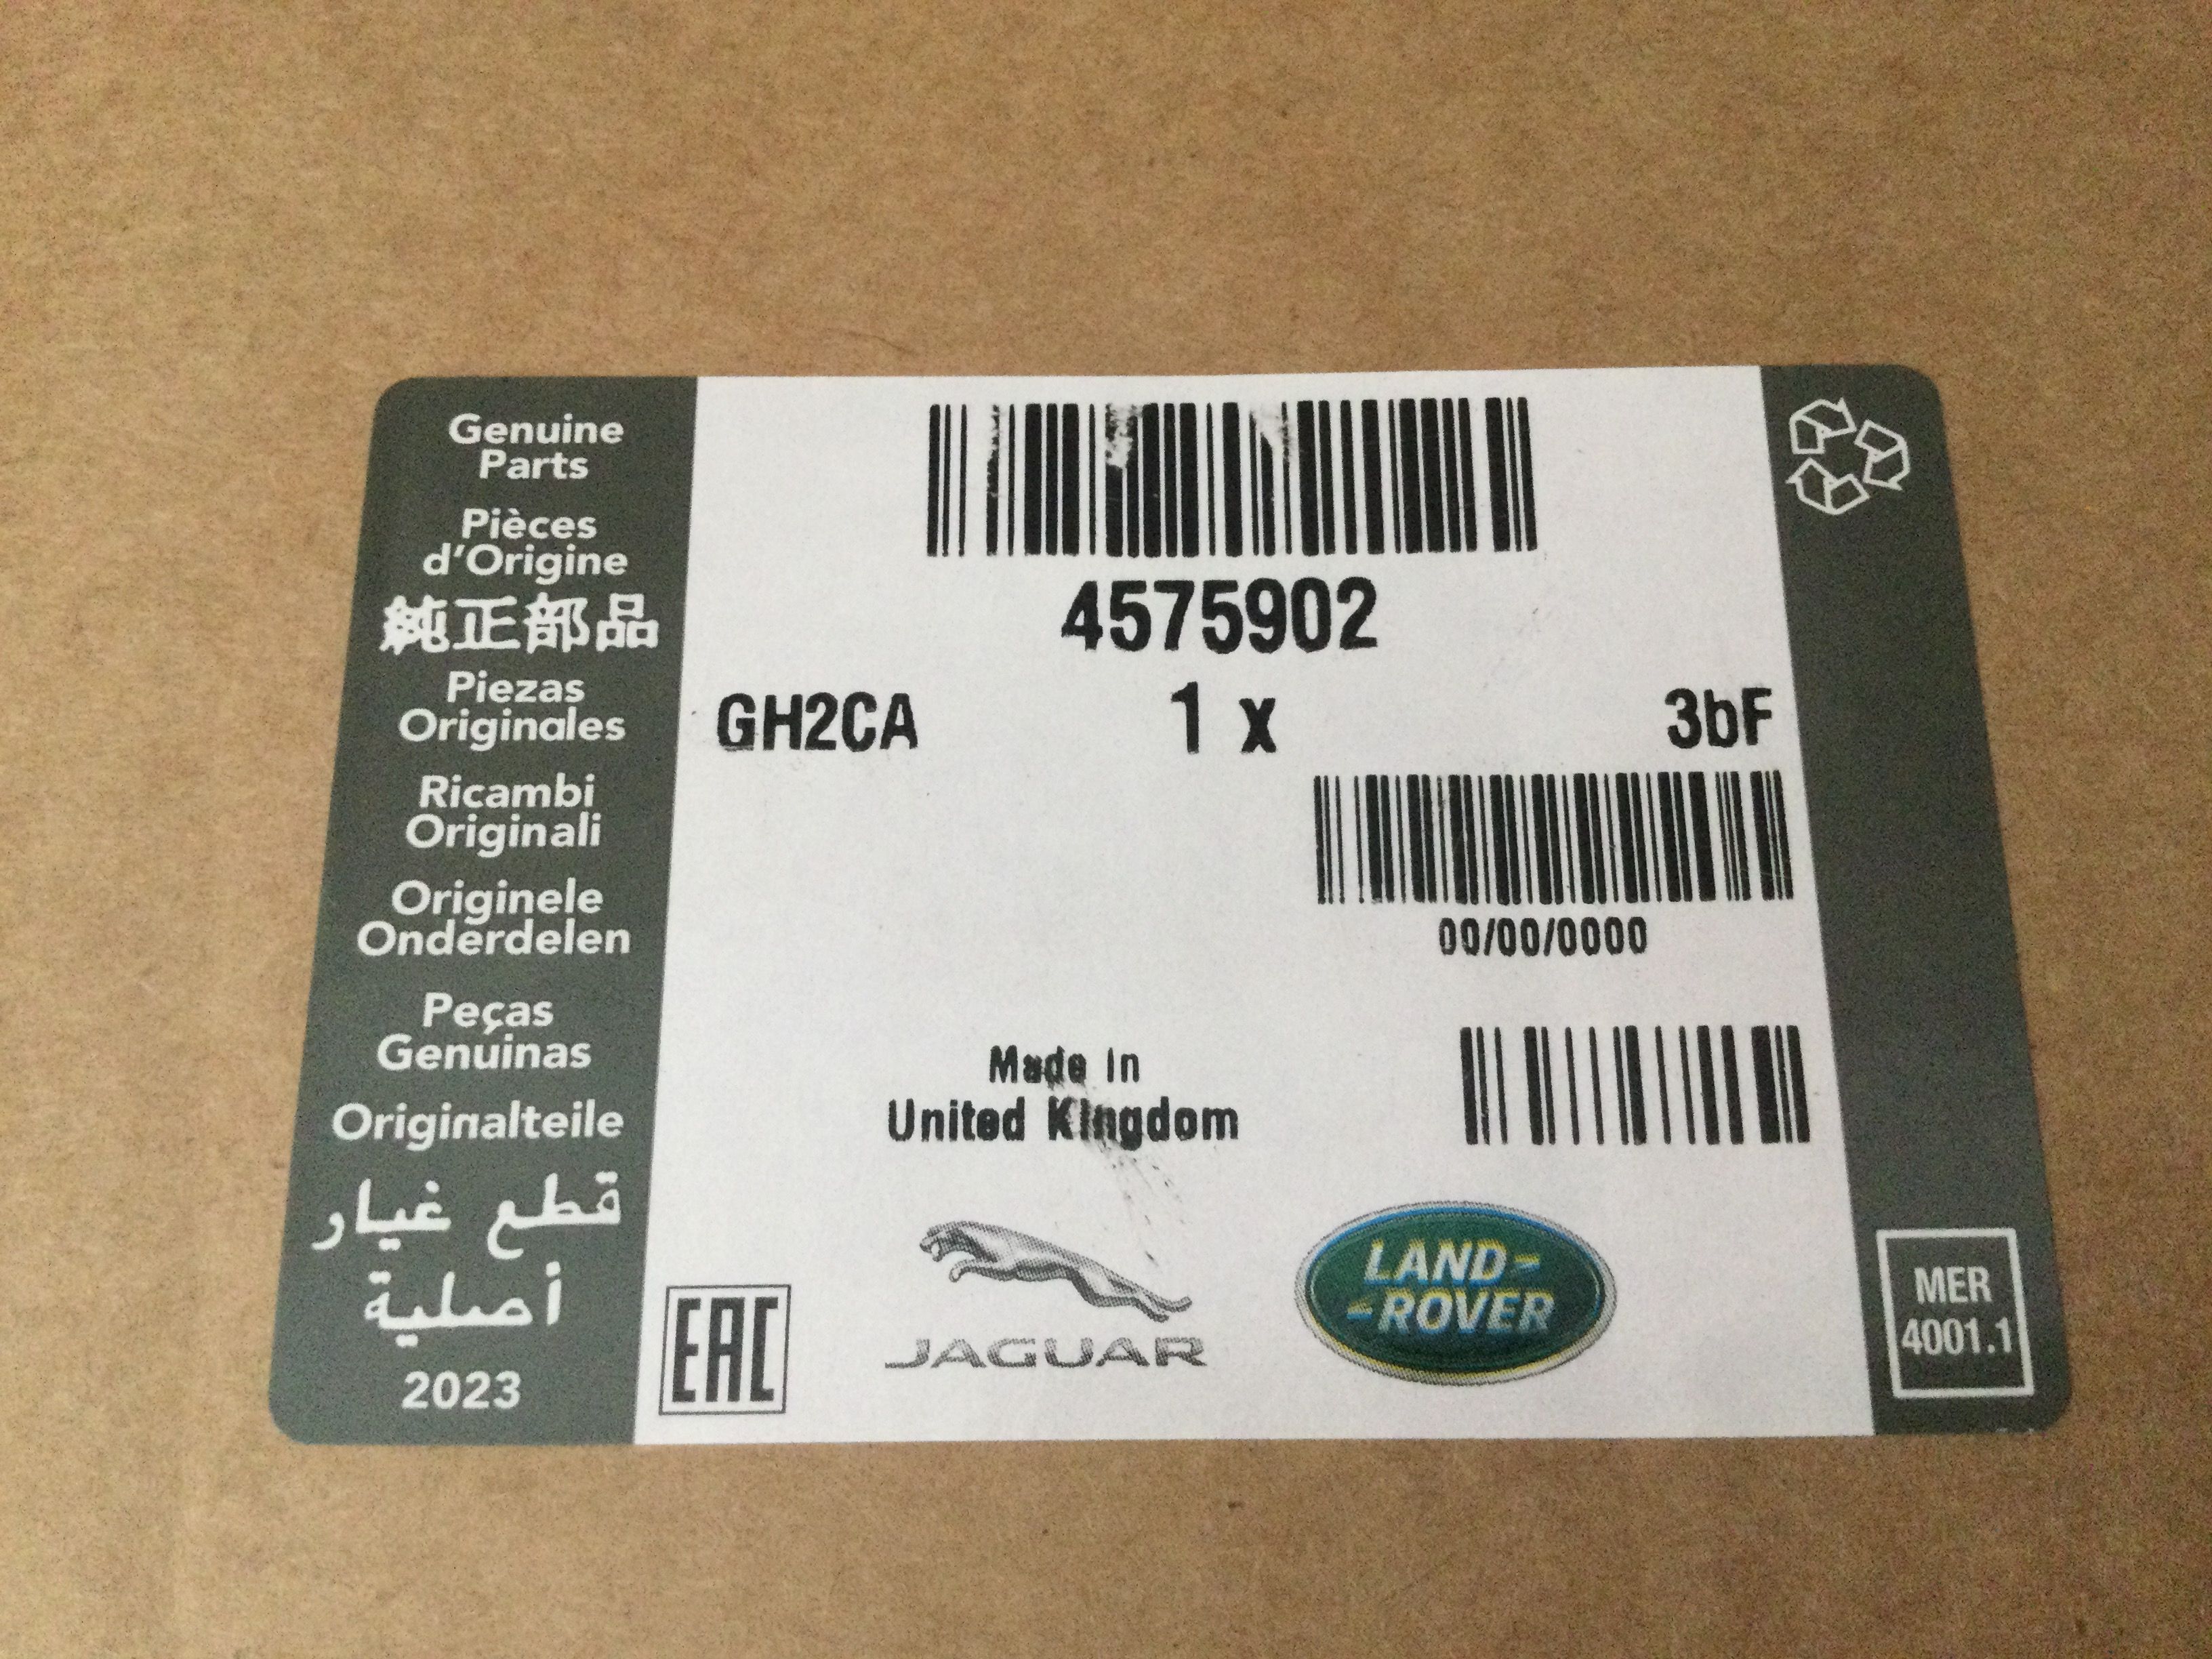 Genuine
Parts
Pièces
d'Origine
純正部品
Piezas
Originales
Ricambi
Originali
Originele
Onderdelen
Peças
Genuinas
Originalteile
قطع غيار
أصلية
2023
4575902
GH2CA 1 x 3bF
00/00/0000
Made in
United Kingdom
EAC
JAGUAR
LAND-
-ROVER
MER
4001.1